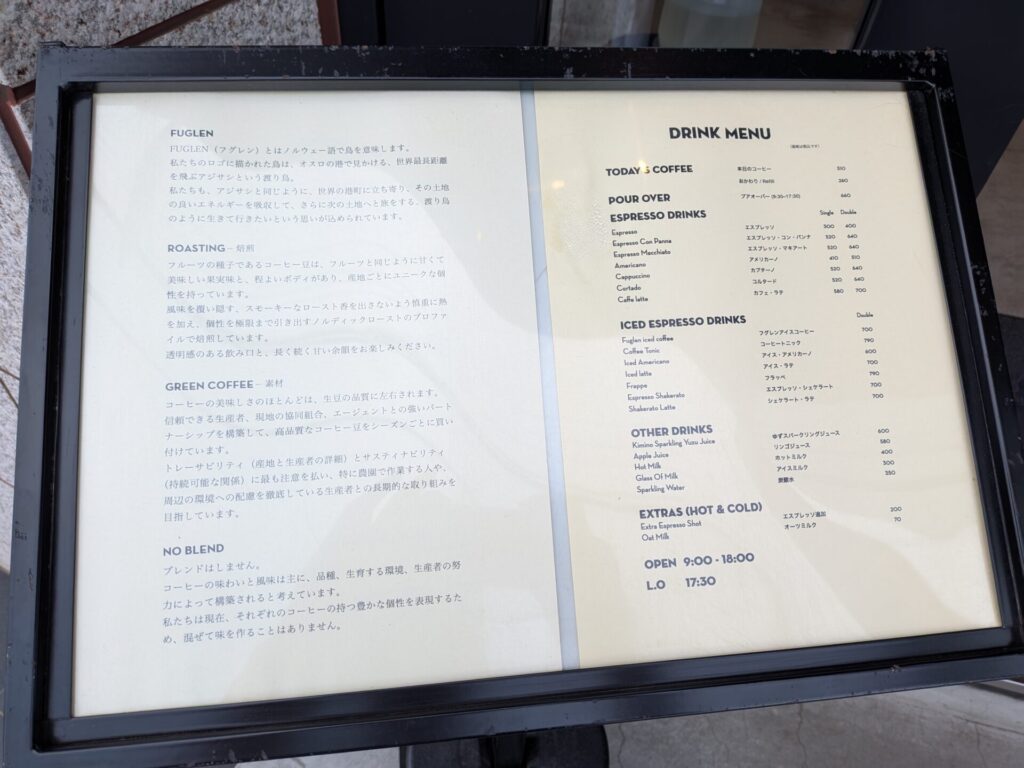 FUGLEN
FUGLEN（フグレン）とはノルウェー語で鳥を意味します。
私たちのロゴに描かれた鳥は、オスロの港で見かける、世界最長距離
を飛ぶアジサシという渡り鳥。
私たちも、アジサシと同じように、世界の港町に立ち寄り、その土地
の良いエネルギーを吸収して、さらに次の土地へと旅をする、渡り鳥
のように生きて行きたいという思いが込められています。
ROASTING – 焙煎
フルーツの種子であるコーヒー豆は、フルーツと同じように甘くて
美味しい果実味と、程よいボディがあり、産地ごとにユニークな個
性を持っています。
風味を覆い隠す、スモーキーなロースト香を出さないよう慎重に熱
を加え、個性を極限まで引き出すノルディックローストのプロファ
イルで焙煎しています。
透明感のある飲み口と、長く続く甘い余韻をお楽しみください。
GREEN COFFEE – 素材
コーヒーの美味しさのほとんどは、生豆の品質に左右されます。
信頼できる生産者、現地の協同組合、エージェントとの強いパート
ナーシップを構築して、高品質なコーヒー豆をシーズンごとに買い
付けています。
トレーサビリティ（産地と生産者の詳細）とサスティナビリティ
(持続可能な関係）に最も注意を払い、特に農園で作業する人や、
周辺の環境への配慮を徹底している生産者との長期的な取り組みを
目指しています。
NO BLEND
ブレンドはしません。
コーヒーの味わいと風味は主に、品種、生育する環境、生産者の努
力によって構築されると考えています。
私たちは現在、それぞれのコーヒーの持つ豊かな個性を表現するた
め、混ぜて味を作ることはありません。
DRINK MENU
TODAY'S COFFEE 本日のコーヒー 510
おかわり / Refill 260
POUR OVER プアオーバー (9:30~17:30) 660
ESPRESSO DRINKS Single Double
Espresso エスプレッソ 300 400
Espresso Con Panna エスプレッソ・コン・パンナ 520 640
Espresso Macchiato エスプレッソ・マキアート 520 640
Americano アメリカーノ 410 510
Cappuccino カプチーノ 520 640
Cortado コルタード 520 640
Caffe latte カフェ・ラテ 580 700
ICED ESPRESSO DRINKS Double
Fuglen iced coffee フグレンアイスコーヒー 700
Coffee Tonic コーヒートニック 790
Iced Americano アイス・アメリカーノ 600
Iced latte アイス・ラテ 700
Frappe フラッペ 790
Espresso Shakerato エスプレッソ・シェケラート 700
Shakerato Latte シェケラート・ラテ 700
OTHER DRINKS
Kimino Sparkling Yuzu Juice ゆずスパークリングジュース 600
Apple Juice リンゴジュース 580
Hot Milk ホットミルク 400
Glass Of Milk アイスミルク 300
Sparkling Water 炭酸水 350
EXTRAS (HOT & COLD)
Extra Espresso Shot エスプレッソ追加 200
Oat Milk オーツミルク 70
OPEN 9:00 - 18:00
L.O 17:30